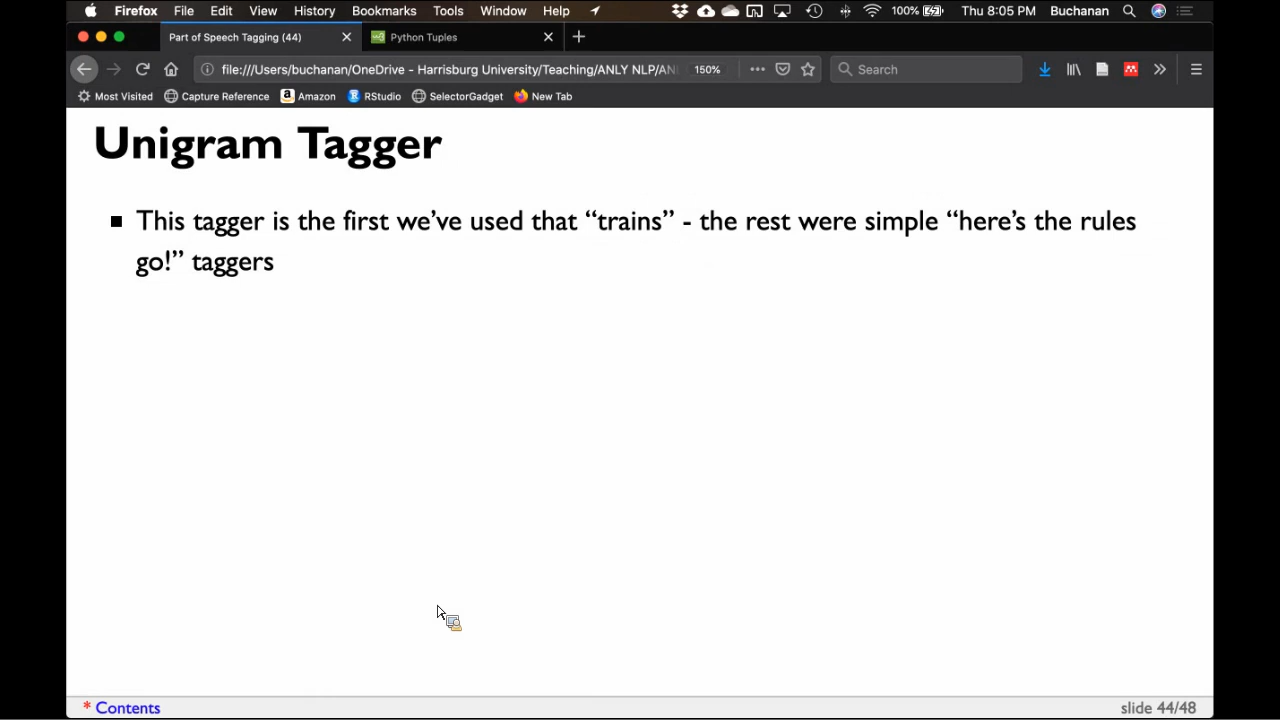 Firefox File Edit View History Bookmarks Tools Window Help 100% Thu 8:05 PM Buchanan
Part of Speech Tagging (44) Python Tuples
file:///Users/buchanan/OneDrive - Harrisburg University/Teaching/ANLY NLP/AN 150% Search
Most Visited Capture Reference Amazon RStudio SelectorGadget New Tab
Unigram Tagger
This tagger is the first we’ve used that “trains” - the rest were simple “here’s the rules
go!” taggers
* Contents slide 44/48